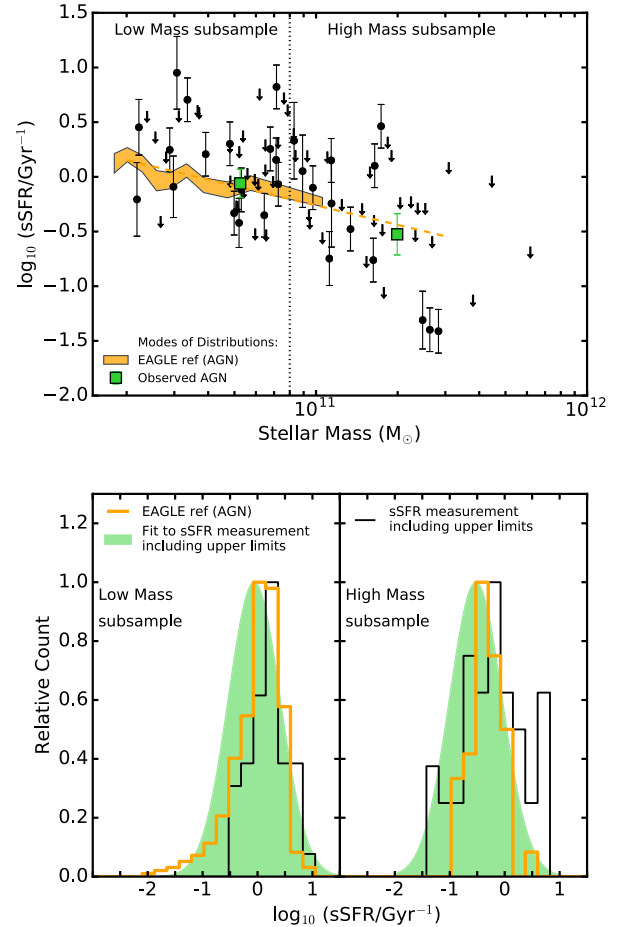 Low Mass subsample
High Mass subsample
1.5
1.0
0.5
0.0
−0.5
−1.0
−1.5
−2.0
log10 (sSFR/Gyr−1)
Modes of Distributions:
EAGLE ref (AGN)
Observed AGN
10^11
10^12
Stellar Mass (M⊙)
EAGLE ref (AGN)
Fit to sSFR measurement
including upper limits
Low Mass
subsample
sSFR measurement
including upper limits
High Mass
subsample
1.2
1.0
0.8
0.6
0.4
0.2
0.0
Relative Count
-2 -1 0 1 -2 -1 0 1
log10 (sSFR/Gyr−1)